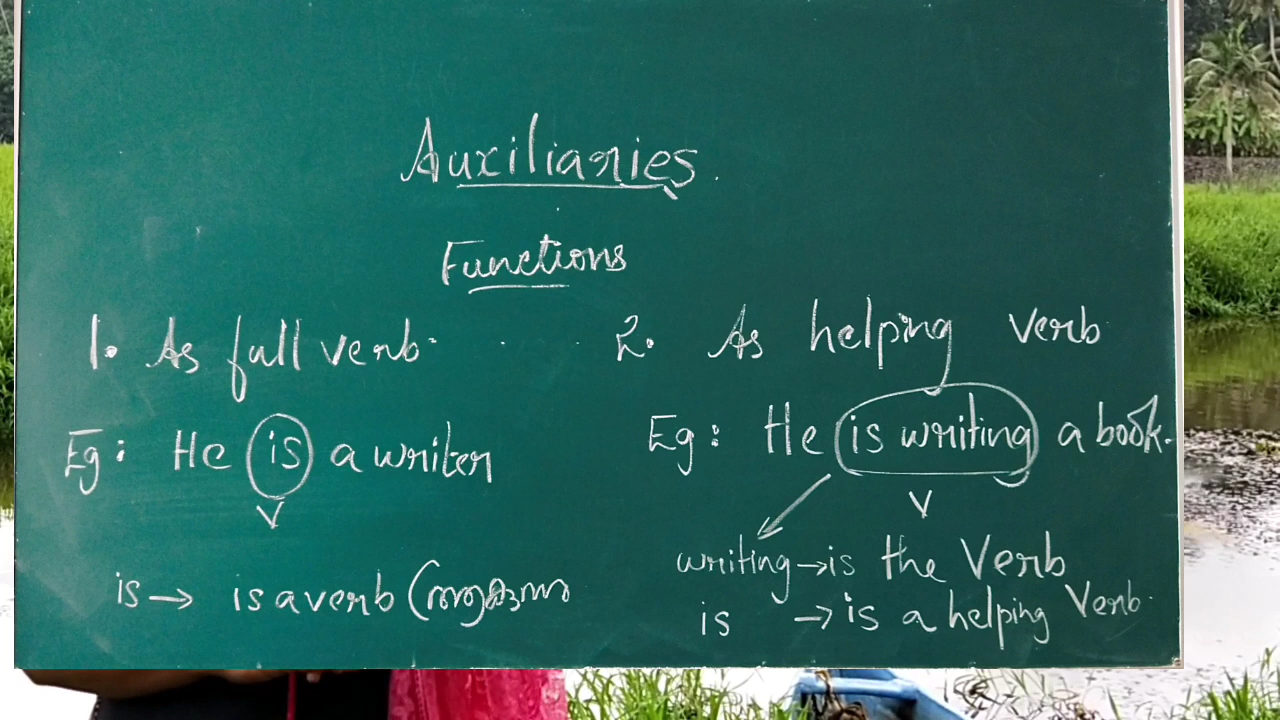 Auxiliaries.
Functions
1. As full verb.
Eg: He is a writer
V
is → is a verb (
2. As helping verb
Eg: He is writing a book.
V
writing → is the Verb
is → is a helping Verb.